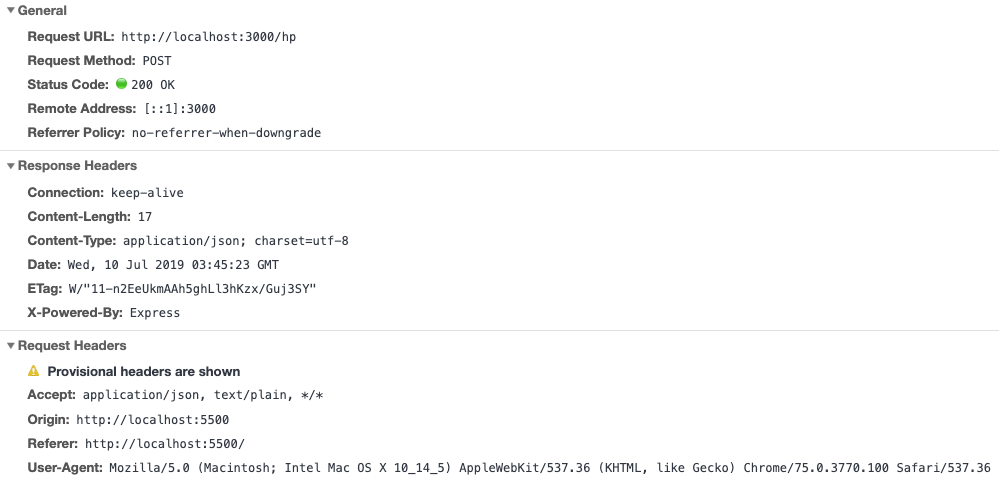 General
Request URL: http://localhost:3000/hp
Request Method: POST
Status Code: 200 OK
Remote Address: [::1]:3000
Referrer Policy: no-referrer-when-downgrade
Response Headers
Connection: keep-alive
Content-Length: 17
Content-Type: application/json; charset=utf-8
Date: Wed, 10 Jul 2019 03:45:23 GMT
ETag: W/"11-n2EeUkmAAh5ghLl3hKzx/Guj3SY"
X-Powered-By: Express
Request Headers
Provisional headers are shown
Accept: application/json, text/plain, */*
Origin: http://localhost:5500
Referer: http://localhost:5500/
User-Agent: Mozilla/5.0 (Macintosh; Intel Mac OS X 10_14_5) AppleWebKit/537.36 (KHTML, like Gecko) Chrome/75.0.3770.100 Safari/537.36